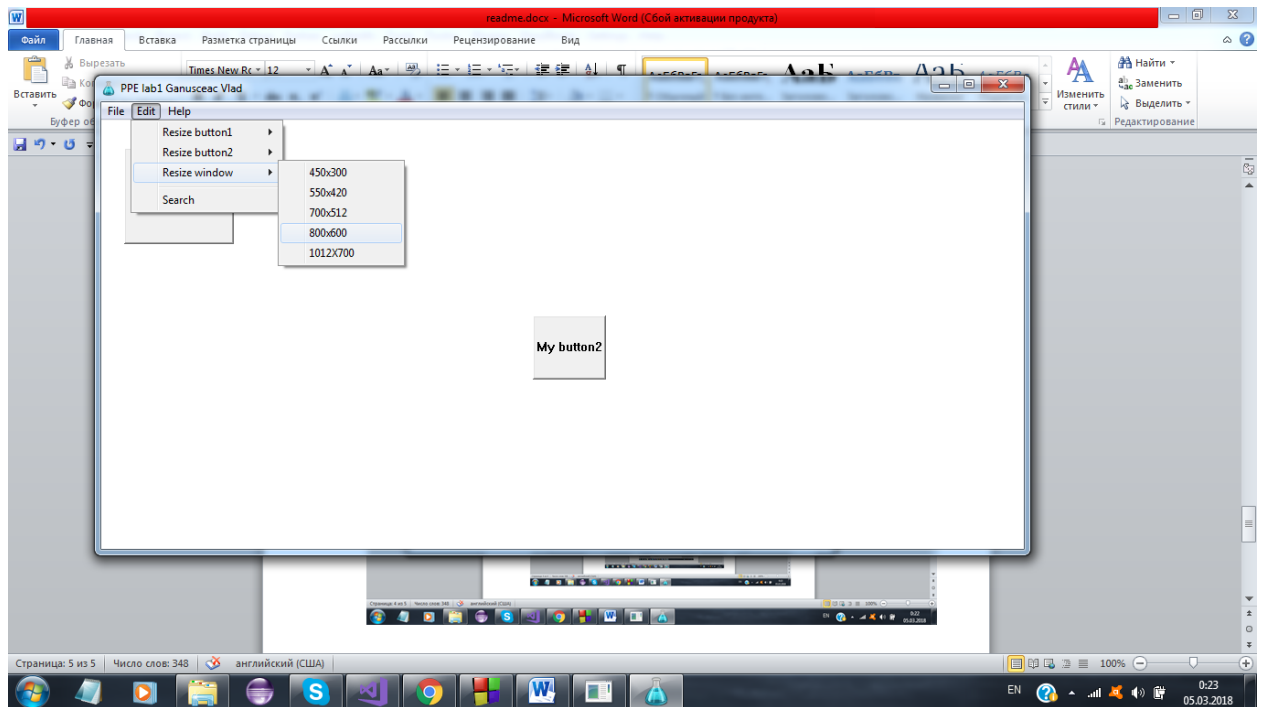 readme.docx - Microsoft Word (Сбой активации продукта)
Файл Главная Вставка Разметка страницы Ссылки Рассылки Рецензирование Вид
Вставить
Вырезать
Буфер
Times New Rc 12
Изменить стили
Найти
Заменить
Выделить
Редактирование
PPE lab1 Ganusceac Vlad
File Edit Help
Resize button1
Resize button2
Resize window
Search
450x300
550x420
700x512
800x600
1012X700
My button2
Страница: 5 из 5 Число слов: 348 английский (США) 100%
EN 0:23
05.03.2018